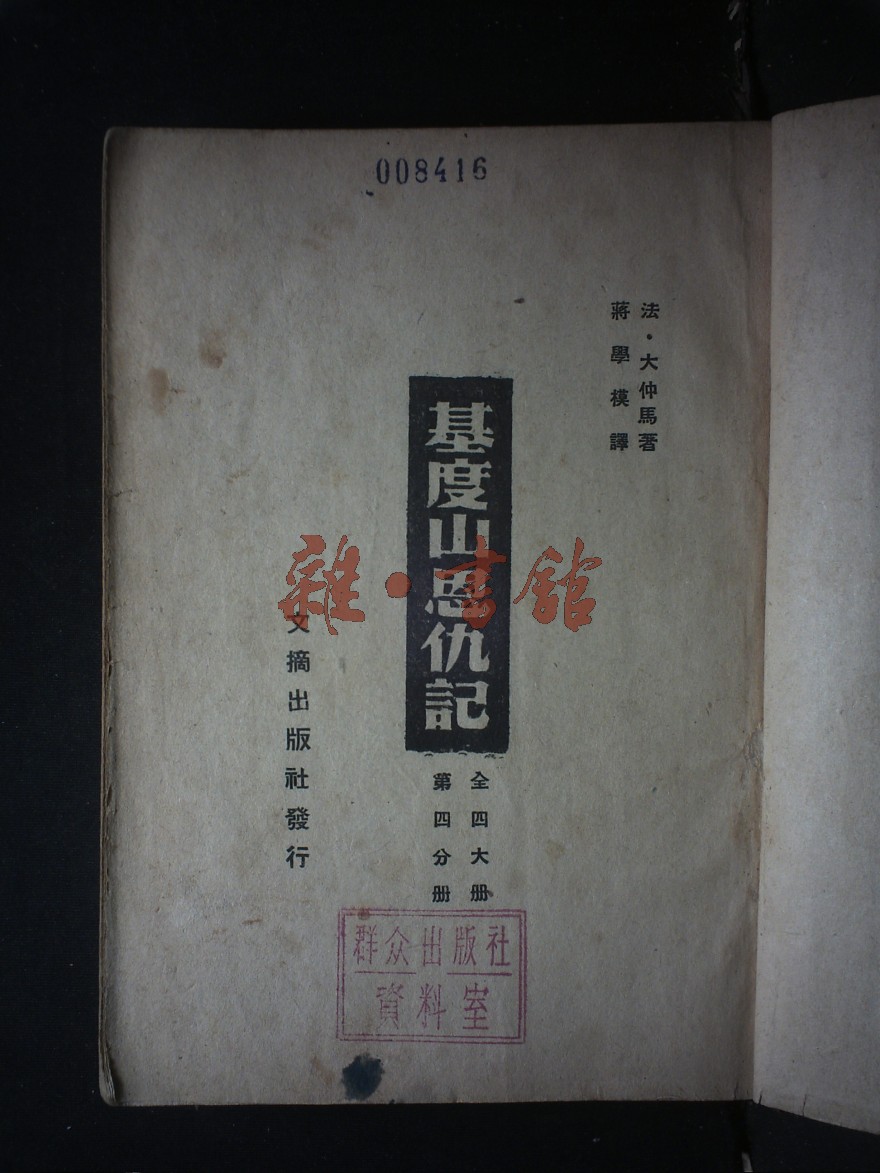 008416
法・大仲馬著
蔣學模譯
基度山恩仇記
全四大册
第四分册
文摘出版社發行
雜・書館
群众出版社
資料室